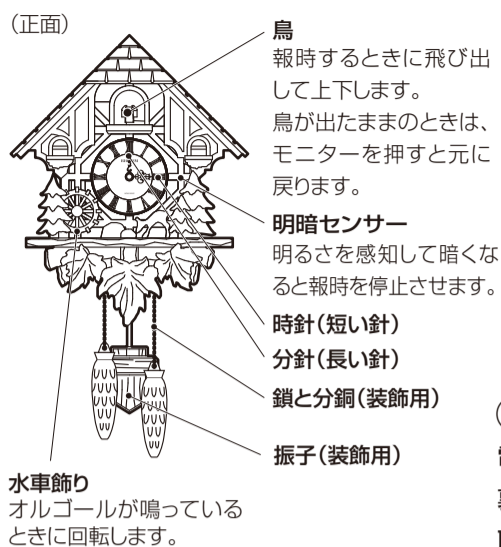 (正面)
鳥
報時するときに飛び出
して上下します。
鳥が出たままのときは、
モニターを押すと元に
戻ります。
明暗センサー
明るさを感知して暗くな
ると報時を停止させます。
時針(短い針)
分針(長い針)
鎖と分銅(装飾用)
振子(装飾用)
水車飾り
オルゴールが鳴っている
ときに回転します。